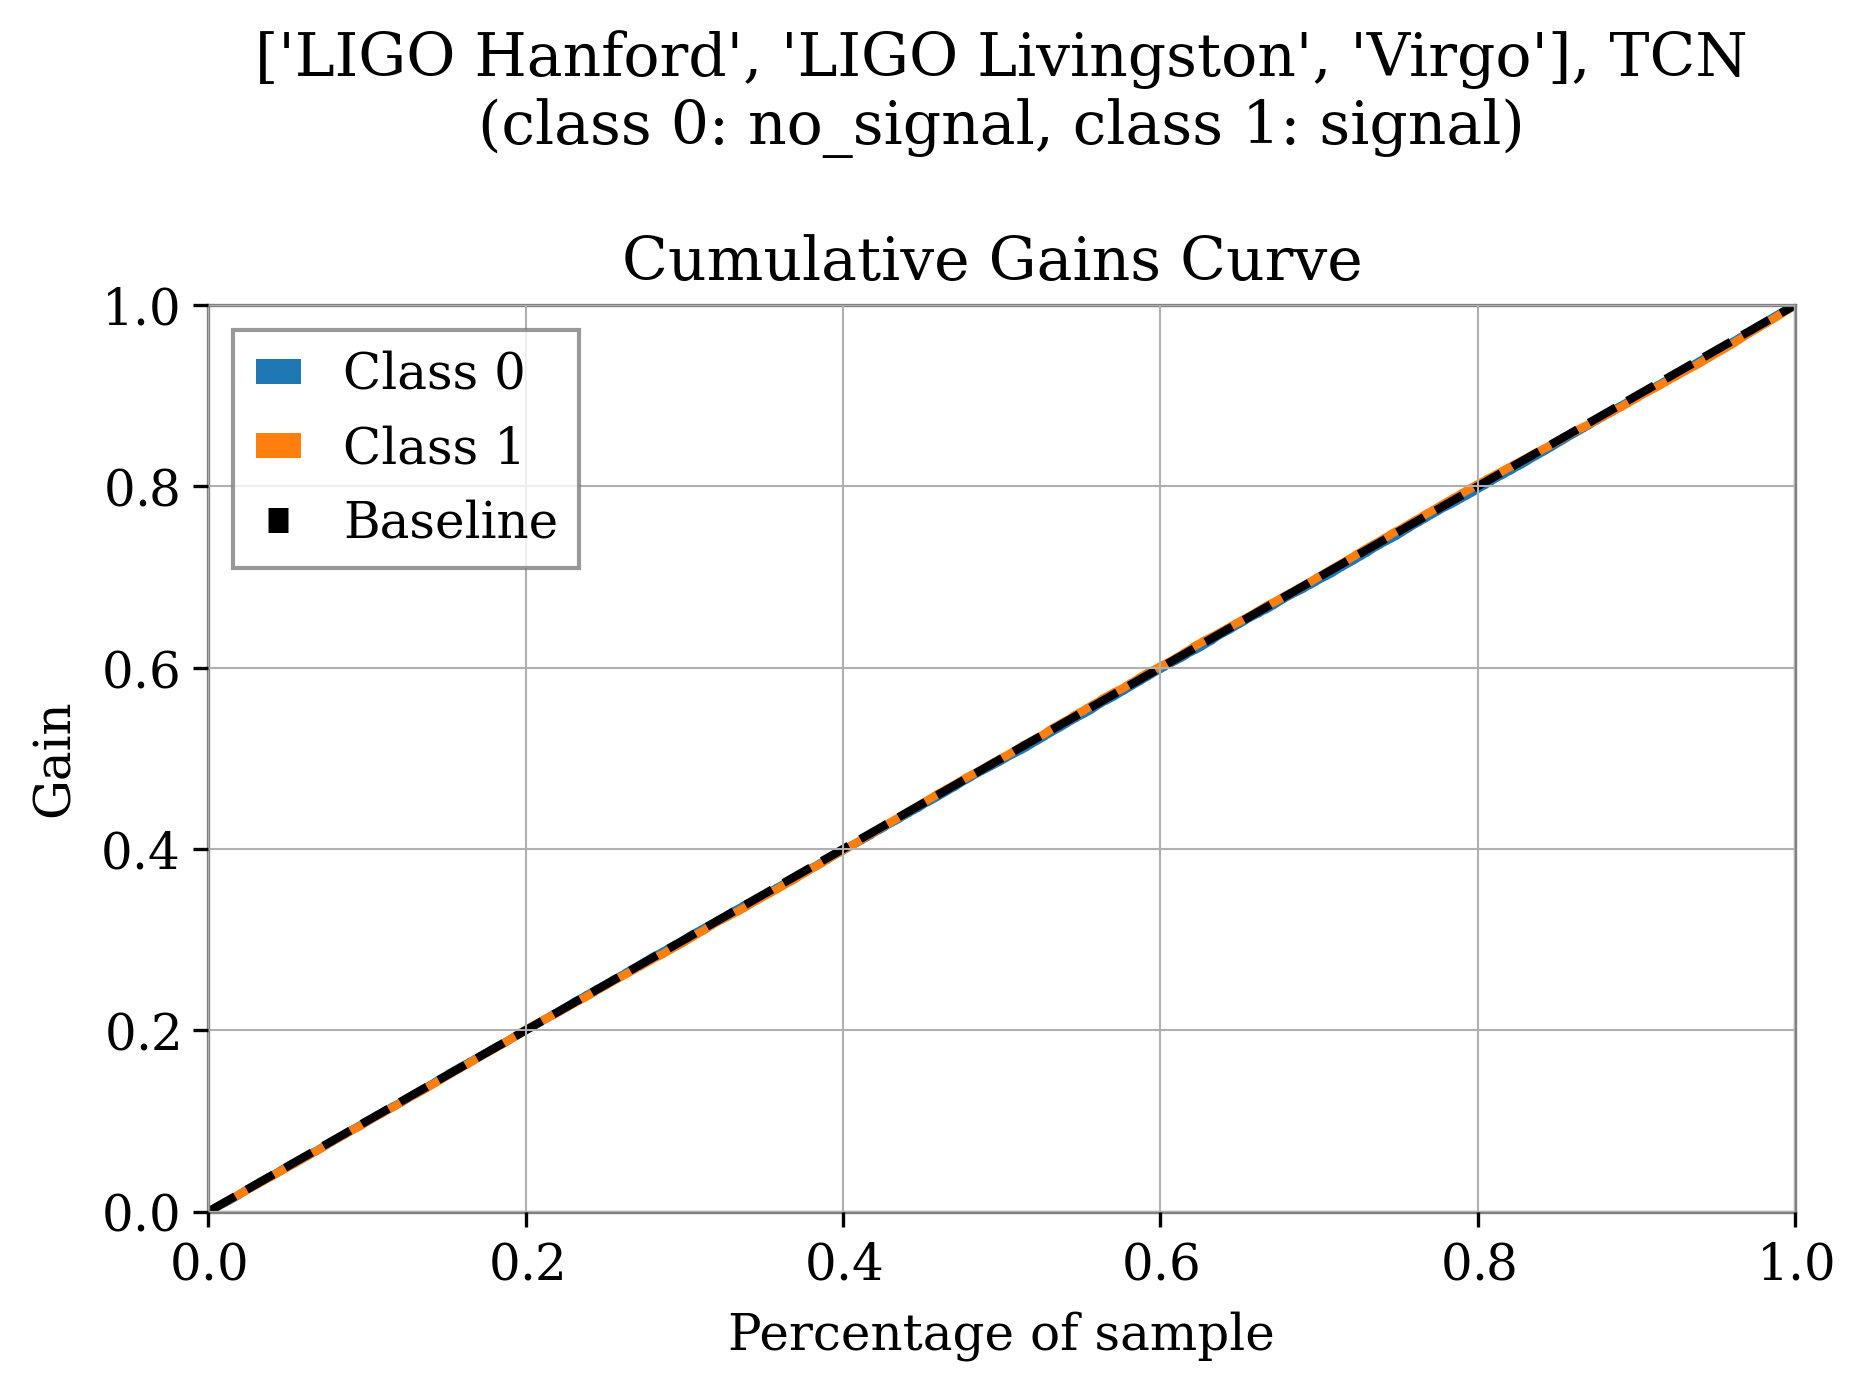 ['LIGO Hanford', 'LIGO Livingston', 'Virgo'], TCN
(class 0: no_signal, class 1: signal)
Cumulative Gains Curve
1.0
0.8
0.6
0.4
0.2
0.0
Gain
Class 0
Class 1
Baseline
0.0 0.2 0.4 0.6 0.8 1.0
Percentage of sample